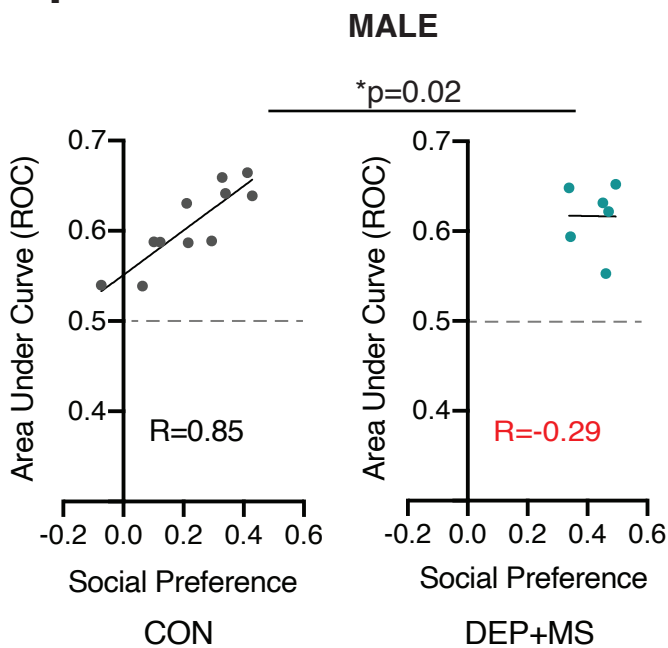 MALE
*p=0.02
Area Under Curve (ROC)
0.7
0.6
0.5
0.4
R=0.85
-0.2 0.0 0.2 0.4 0.6
Social Preference
CON
Area Under Curve (ROC)
0.7
0.6
0.5
0.4
R=-0.29
-0.2 0.0 0.2 0.4 0.6
Social Preference
DEP+MS